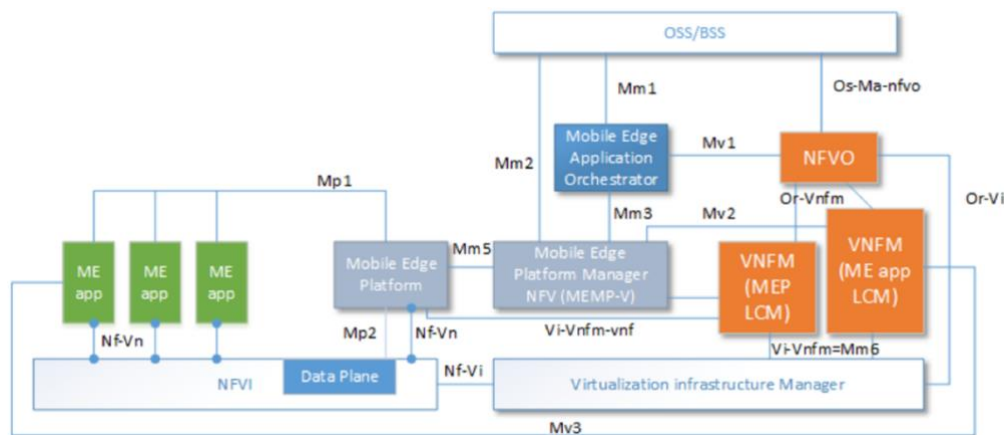 OSS/BSS
Mm1
Os-Ma-nfvo
Mobile Edge
Application
Orchestrator
Mv1
NFVO
Mm2
Mp1
Or-Vnfm
Or-Vi
Mm3
Mv2
ME
app
ME
app
ME
app
Mobile Edge
Platform
Mm5
Mobile Edge
Platform Manager
NFV (MEMP-V)
VNFM
(MEP
LCM)
VNFM
(ME app
LCM)
Nf-Vn
Mp2
Nf-Vn
Vi-Vnfm-vnf
Vi-Vnfm=Mm6
NFVI
Data Plane
Nf-Vi
Virtualization infrastructure Manager
Mv3